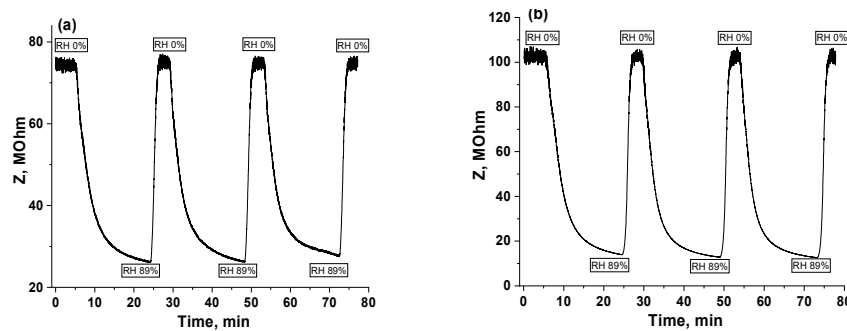 (a)
RH 0% RH 0% RH 0% RH 0%
80
60
40
20
Z, MOhm
RH 89% RH 89% RH 89%
0 10 20 30 40 50 60 70 80
Time, min
(b)
RH 0% RH 0% RH 0% RH 0%
120
100
80
60
40
20
0
Z, MOhm
RH 89% RH 89% RH 89%
0 10 20 30 40 50 60 70 80
Time, min